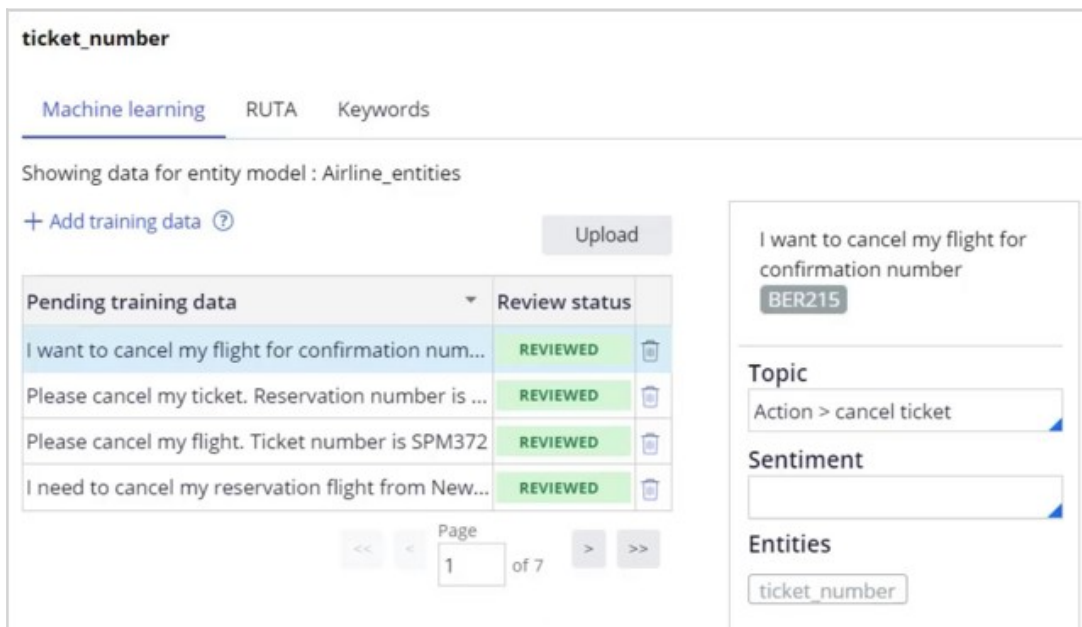 ticket_number
Machine learning RUTA Keywords
Showing data for entity model : Airline_entities
+ Add training data ?
Upload
Pending training data Review status
I want to cancel my flight for confirmation num... REVIEWED
Please cancel my ticket. Reservation number is ... REVIEWED
Please cancel my flight. Ticket number is SPM372 REVIEWED
I need to cancel my reservation flight from New... REVIEWED
<< < Page 1 of 7 > >>
I want to cancel my flight for
confirmation number
BER215
Topic
Action > cancel ticket
Sentiment
Entities
ticket_number